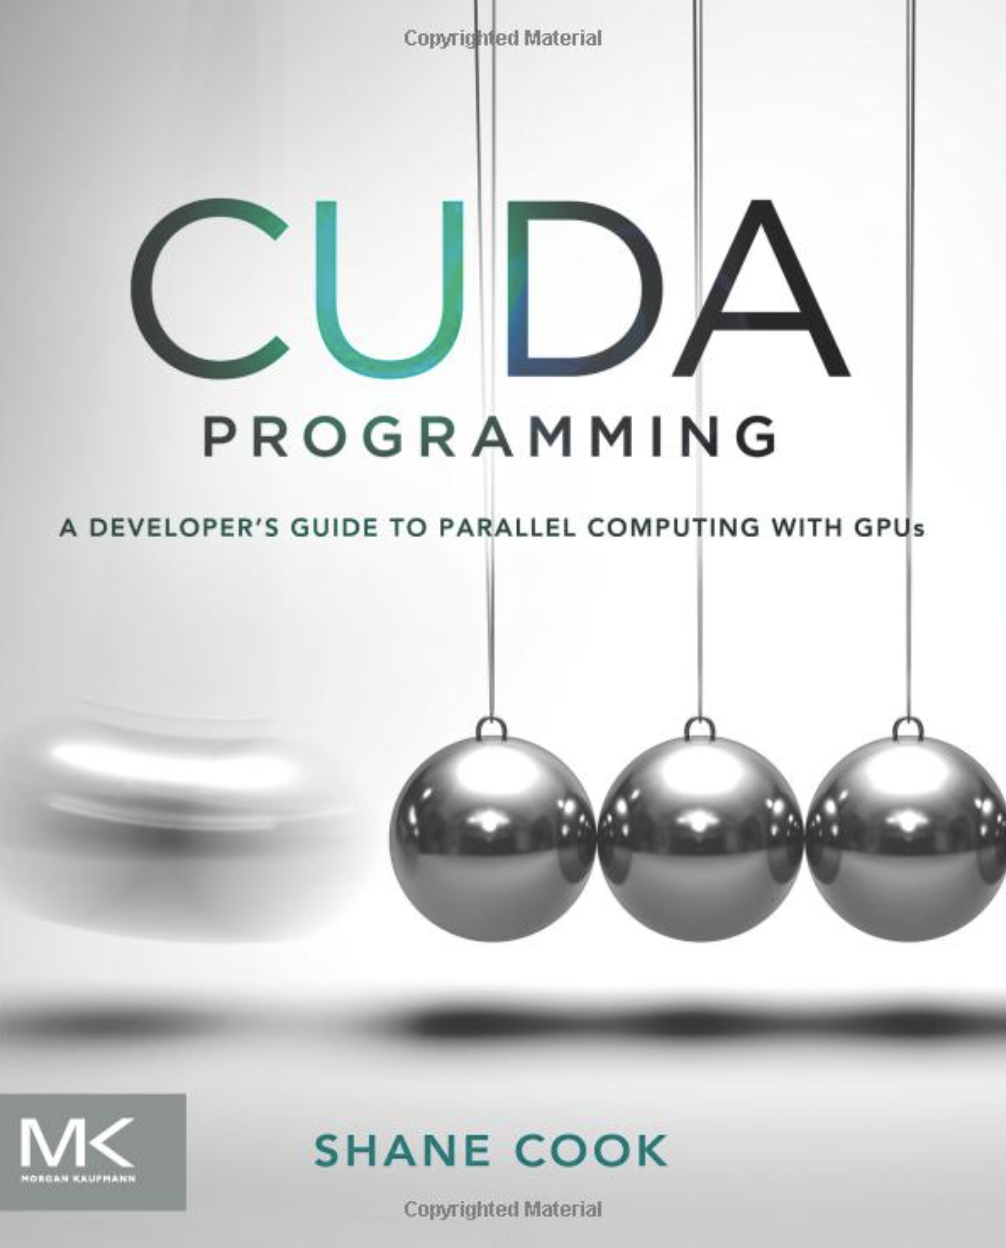 Copyrighted Material
CUDA
PROGRAMMING
A DEVELOPER'S GUIDE TO PARALLEL COMPUTING WITH GPUs
MK
MORGAN KAUFMANN
SHANE COOK
Copyrighted Material